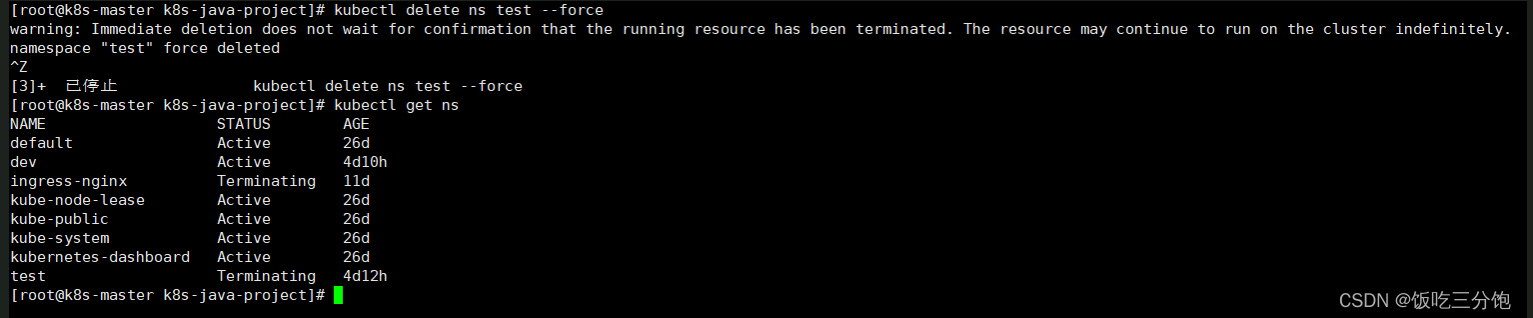 [root@k8s-master k8s-java-project]# kubectl delete ns test --force
warning: Immediate deletion does not wait for confirmation that the running resource has been terminated. The resource may continue to run on the cluster indefinitely.
namespace "test" force deleted
^Z
[3]+  已停止               kubectl delete ns test --force
[root@k8s-master k8s-java-project]# kubectl get ns
NAME                   STATUS        AGE
default                Active        26d
dev                    Active        4d10h
ingress-nginx          Terminating   11d
kube-node-lease        Active        26d
kube-public            Active        26d
kube-system            Active        26d
kubernetes-dashboard   Active        26d
test                   Terminating   4d12h
[root@k8s-master k8s-java-project]#
CSDN @饭吃三分饱